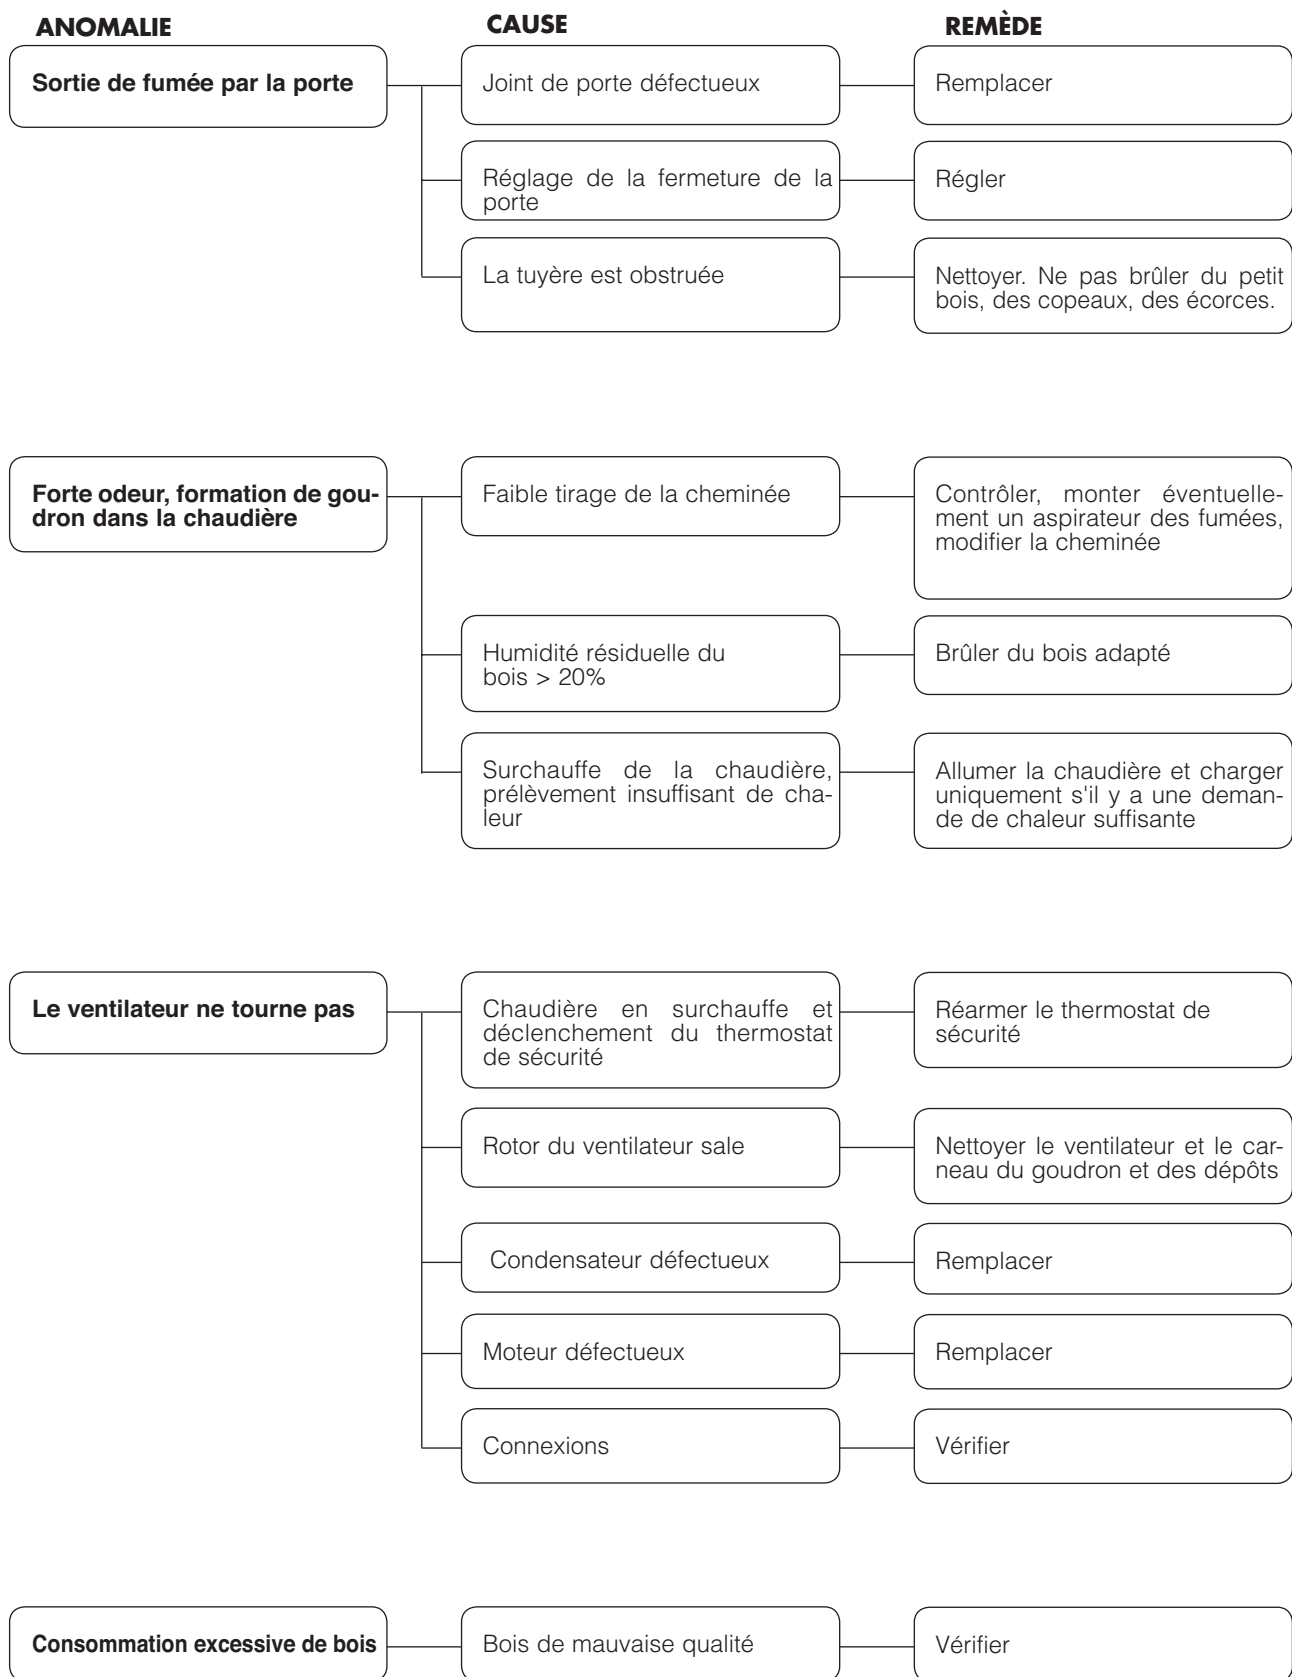 ANOMALIE CAUSE REMÈDE
Sortie de fumée par la porte
Joint de porte défectueux
Remplacer
Réglage de la fermeture de la
porte
Régler
La tuyère est obstruée
Nettoyer. Ne pas brûler du petit
bois, des copeaux, des écorces.
Forte odeur, formation de gou-
dron dans la chaudière
Faible tirage de la cheminée
Contrôler, monter éventuelle-
ment un aspirateur des fumées,
modifier la cheminée
Humidité résiduelle du
bois > 20%
Brûler du bois adapté
Surchauffe de la chaudière,
prélèvement insuffisant de cha-
leur
Allumer la chaudière et charger
uniquement s'il y a une deman-
de de chaleur suffisante
Le ventilateur ne tourne pas
Chaudière en surchauffe et
déclenchement du thermostat
de sécurité
Réarmer le thermostat de
sécurité
Rotor du ventilateur sale
Nettoyer le ventilateur et le car-
neau du goudron et des dépôts
Condensateur défectueux
Remplacer
Moteur défectueux
Remplacer
Connexions
Vérifier
Consommation excessive de bois
Bois de mauvaise qualité
Vérifier